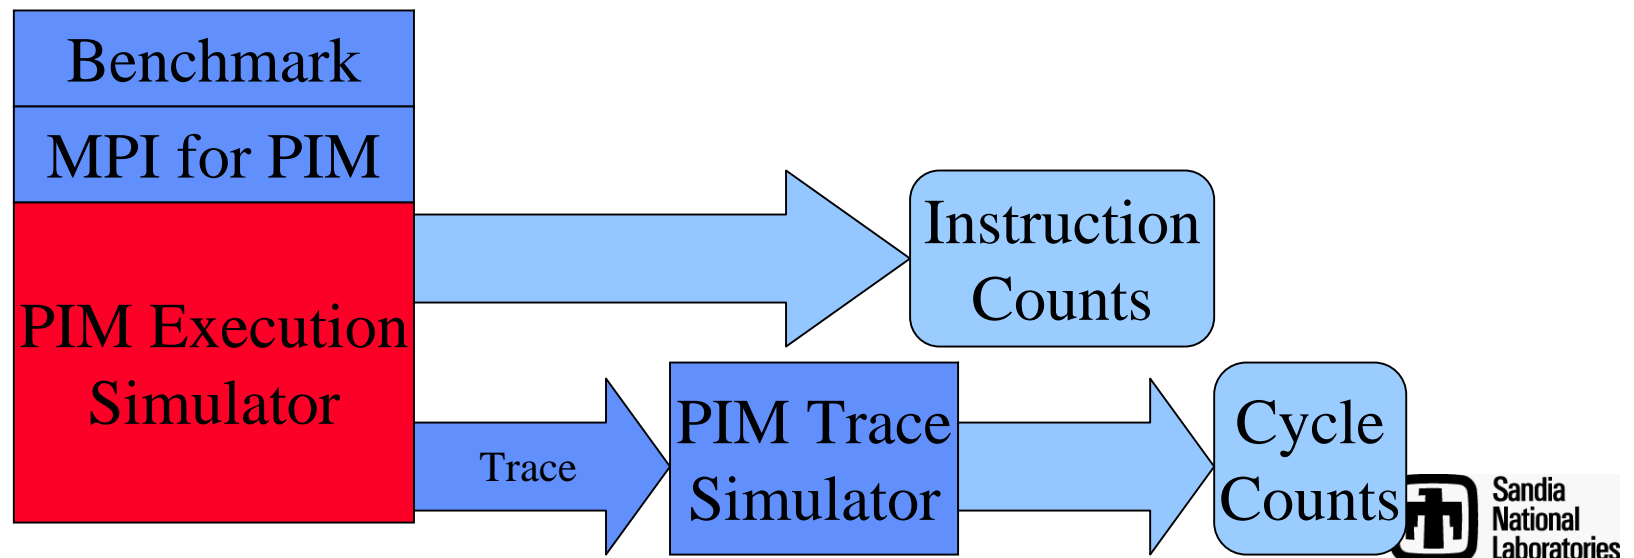 Benchmark
MPI for PIM
PIM Execution
Simulator
Instruction
Counts
Trace
PIM Trace
Simulator
Cycle
Counts
Sandia
National
Laboratories